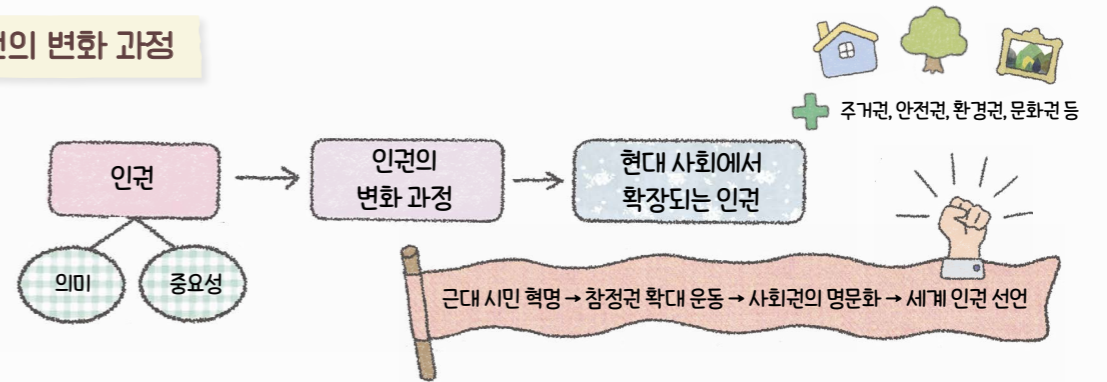 의 변화 과정
주거권, 안전권, 환경권, 문화권 등
인권
인권의
변화 과정
현대 사회에서
확장되는 인권
의미
중요성
근대 시민 혁명 → 참정권 확대 운동 → 사회권의 명문화 → 세계 인권 선언